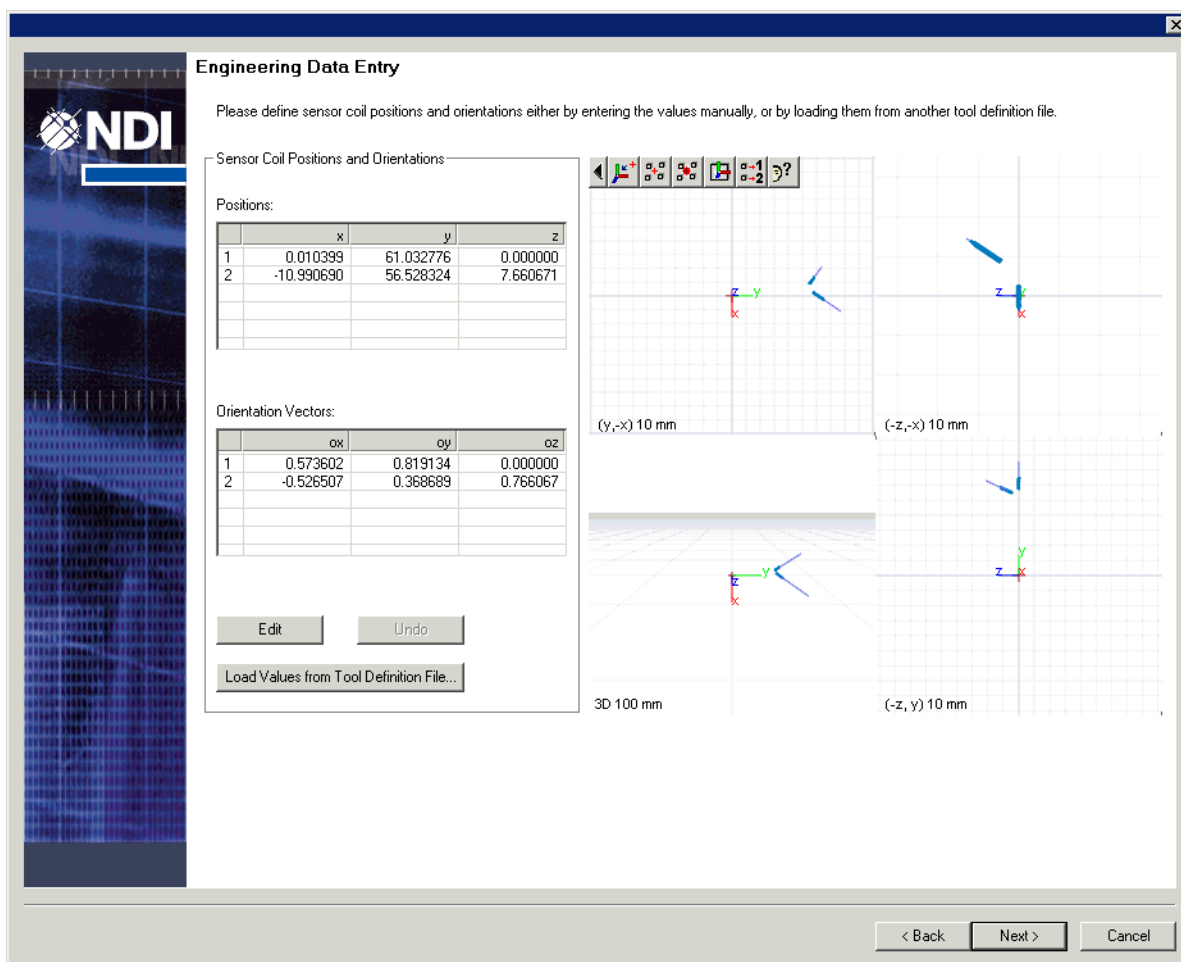 Engineering Data Entry
Please define sensor coil positions and orientations either by entering the values manually, or by loading them from another tool definition file.
NDI
Sensor Coil Positions and Orientations
Positions:
x y z
1 0.010399 61.032776 0.000000
2 -10.990690 56.528324 7.660671
Orientation Vectors:
ox oy oz
1 0.573602 0.819134 0.000000
2 -0.526507 0.368689 0.766067
Edit Undo
Load Values from Tool Definition File...
1
2
?
z y
x
(y,-x) 10 mm
z y
x
(-z,-x) 10 mm
y
z
x
3D 100 mm
y
z x
(-z, y) 10 mm
< Back Next > Cancel